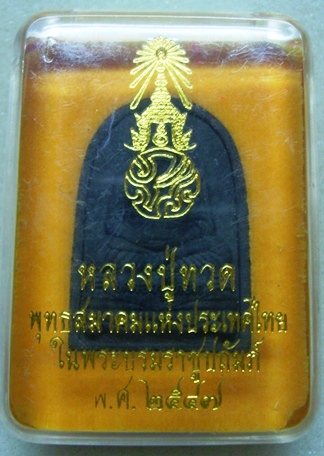 หลวงปู่ทวด
พุทธสมาคมแห่งประเทศไทย
ในพระบรมราชูปถัมภ์
พ.ศ.๒๕๔๗